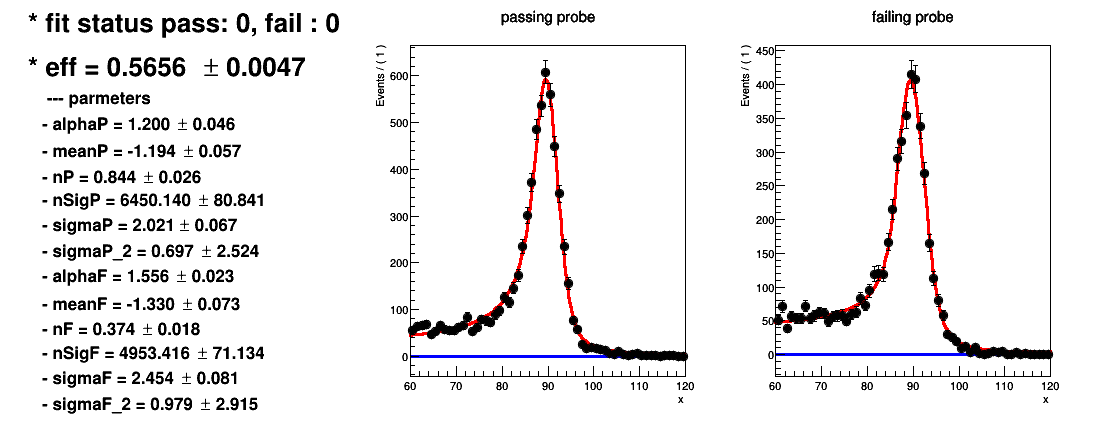 * fit status pass: 0, fail : 0
* eff = 0.5656 ± 0.0047
--- parmeters
- alphaP = 1.200 ± 0.046
- meanP = -1.194 ± 0.057
- nP = 0.844 ± 0.026
- nSigP = 6450.140 ± 80.841
- sigmaP = 2.021 ± 0.067
- sigmaP_2 = 0.697 ± 2.524
- alphaF = 1.556 ± 0.023
- meanF = -1.330 ± 0.073
- nF = 0.374 ± 0.018
- nSigF = 4953.416 ± 71.134
- sigmaF = 2.454 ± 0.081
- sigmaF_2 = 0.979 ± 2.915
passing probe
Events / ( 1 )
600
500
400
300
200
100
0
60 70 80 90 100 110 120
x
failing probe
Events / ( 1 )
450
400
350
300
250
200
150
100
50
0
60 70 80 90 100 110 120
x